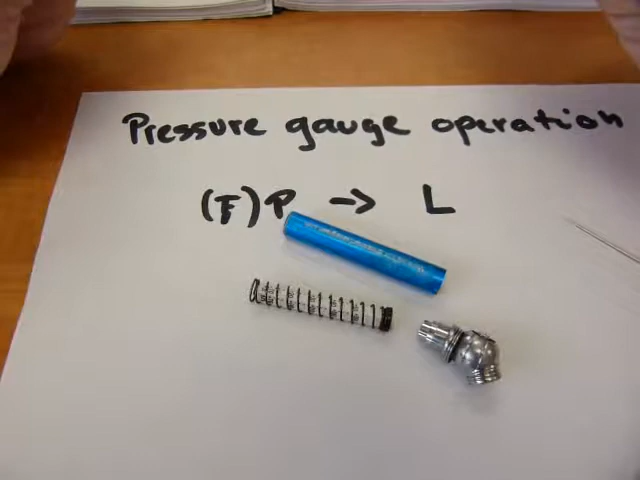 Pressure gauge operation
(F)P → L